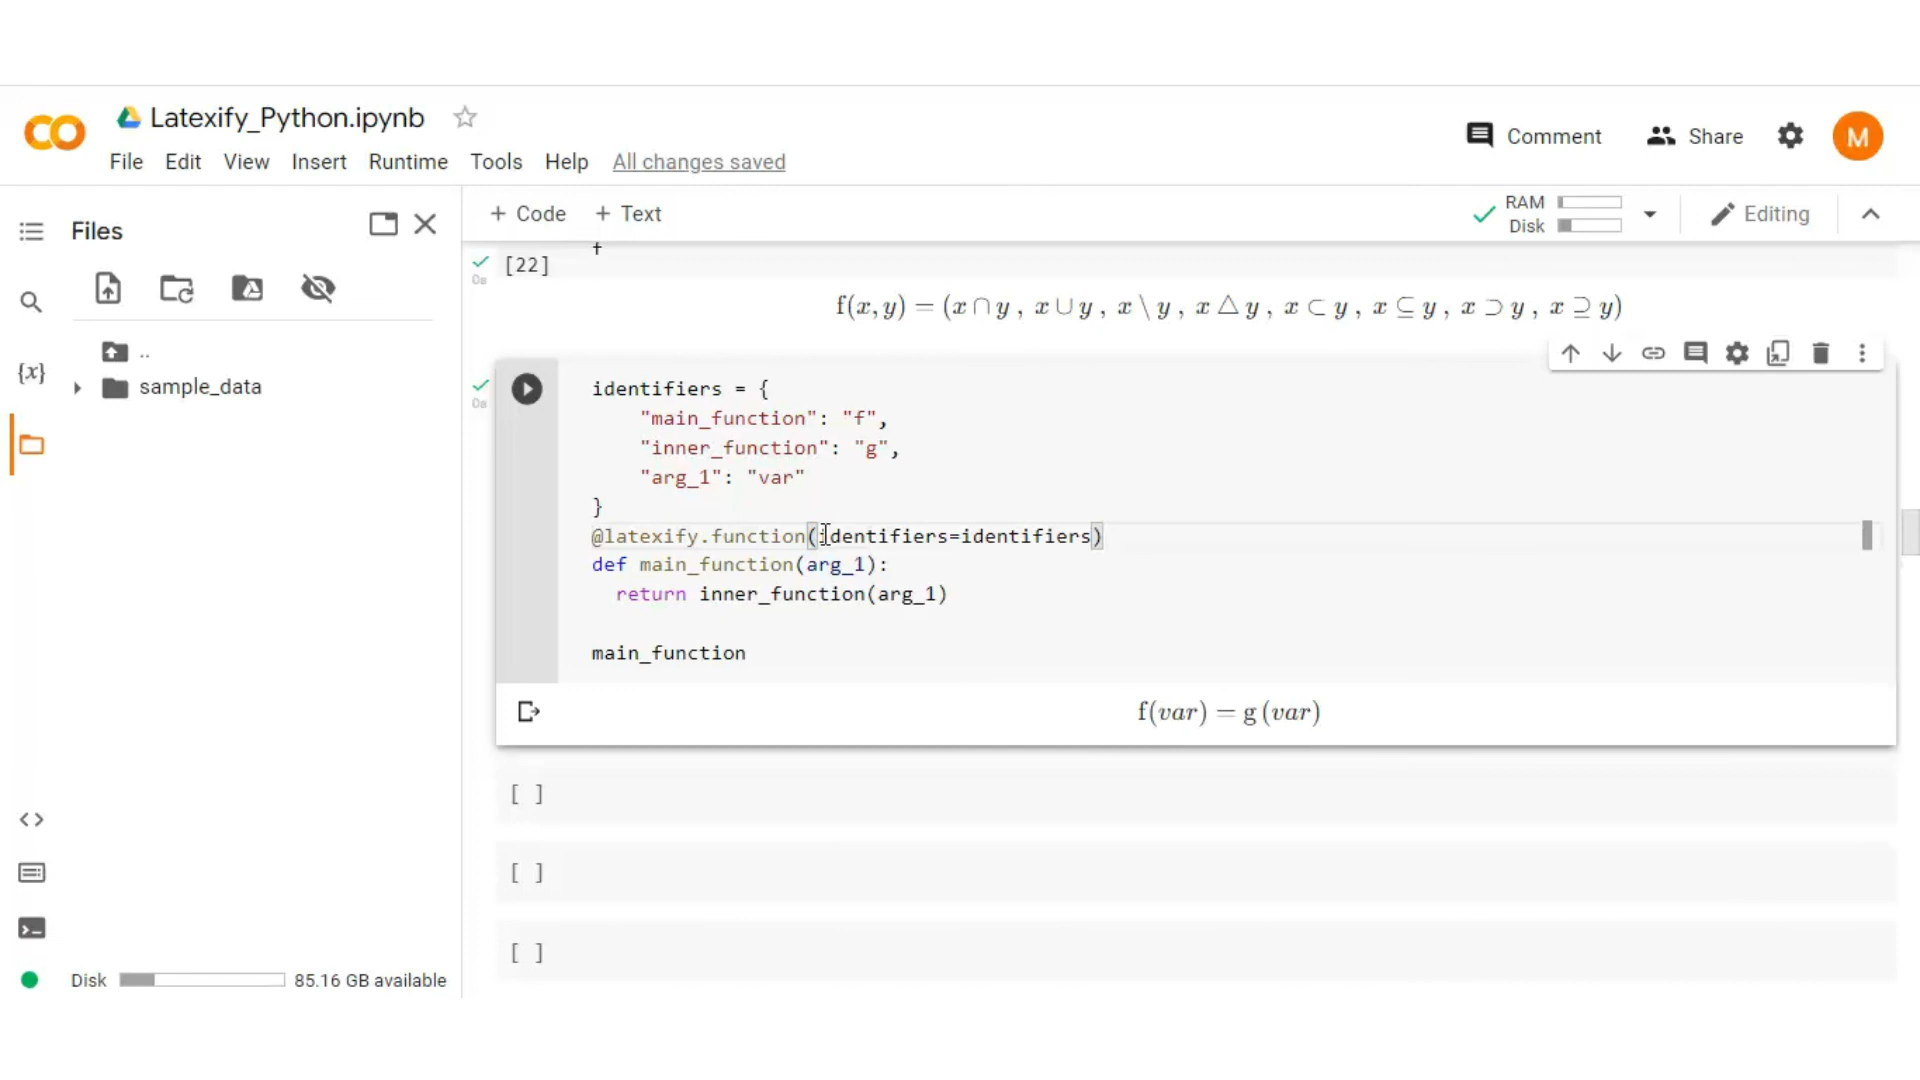 Latexify_Python.ipynb
File Edit View Insert Runtime Tools Help All changes saved
Comment Share M
Files
+ Code + Text
RAM
Disk
Editing
[22]
0s
f(x, y) = (x ∩ y , x ∪ y , x \ y , x △ y , x ⊂ y , x ⊆ y , x ⊃ y , x ⊇ y)
..
sample_data
{x}
0s
identifiers = {
"main_function": "f",
"inner_function": "g",
"arg_1": "var"
}
@latexify.function(identifiers=identifiers)
def main_function(arg_1):
return inner_function(arg_1)
main_function
f(var) = g (var)
[ ]
[ ]
[ ]
Disk 85.16 GB available